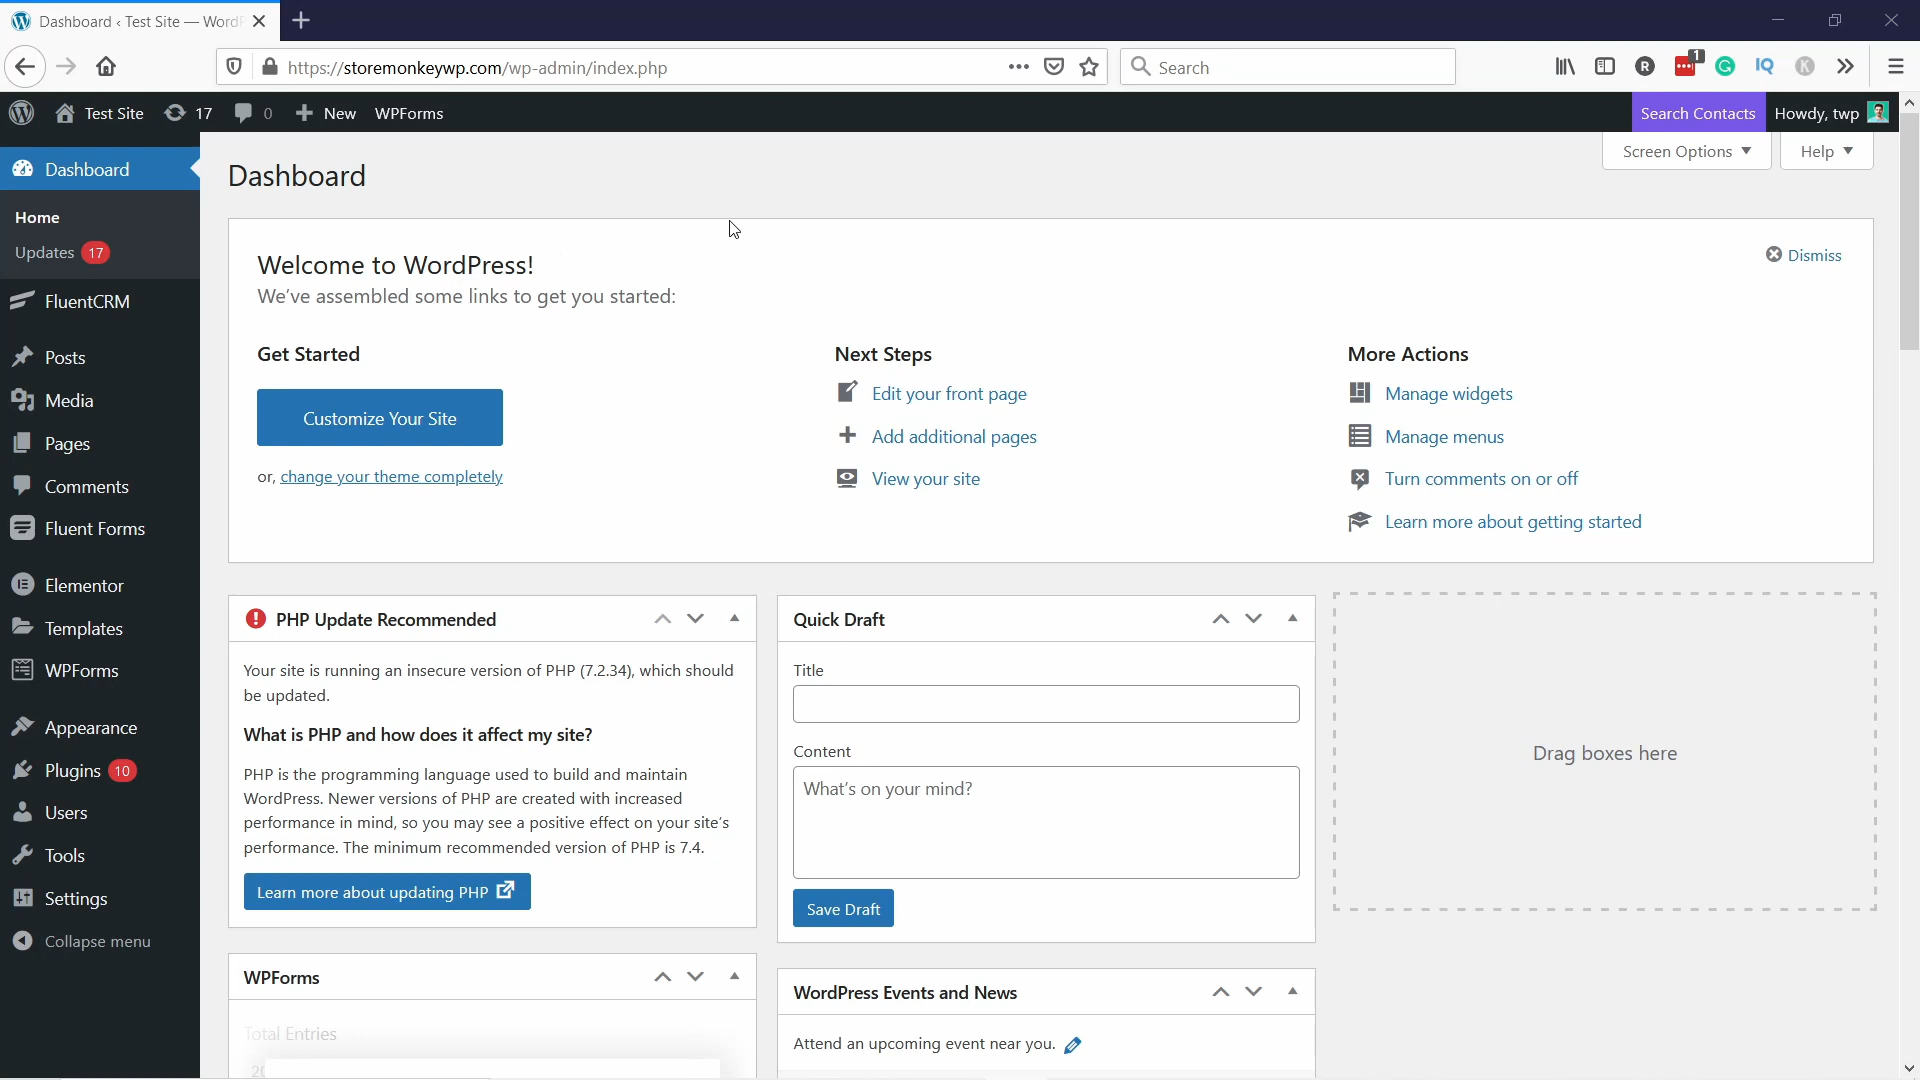 Dashboard ‹ Test Site — WordP
https://storemonkeywp.com/wp-admin/index.php
Search
1
Test Site
17
0
New
WPForms
Search Contacts
Howdy, twp
Dashboard
Home
Updates 17
FluentCRM
Posts
Media
Pages
Comments
Fluent Forms
Elementor
Templates
WPForms
Appearance
Plugins 10
Users
Tools
Settings
Collapse menu
Screen Options
Help
Dashboard
Welcome to WordPress!
We've assembled some links to get you started:
Dismiss
Get Started
Customize Your Site
or, change your theme completely
Next Steps
Edit your front page
Add additional pages
View your site
More Actions
Manage widgets
Manage menus
Turn comments on or off
Learn more about getting started
PHP Update Recommended
Your site is running an insecure version of PHP (7.2.34), which should
be updated.
What is PHP and how does it affect my site?
PHP is the programming language used to build and maintain
WordPress. Newer versions of PHP are created with increased
performance in mind, so you may see a positive effect on your site's
performance. The minimum recommended version of PHP is 7.4.
Learn more about updating PHP
WPForms
Total Entries
Quick Draft
Title
Content
What's on your mind?
Save Draft
WordPress Events and News
Attend an upcoming event near you.
Drag boxes here